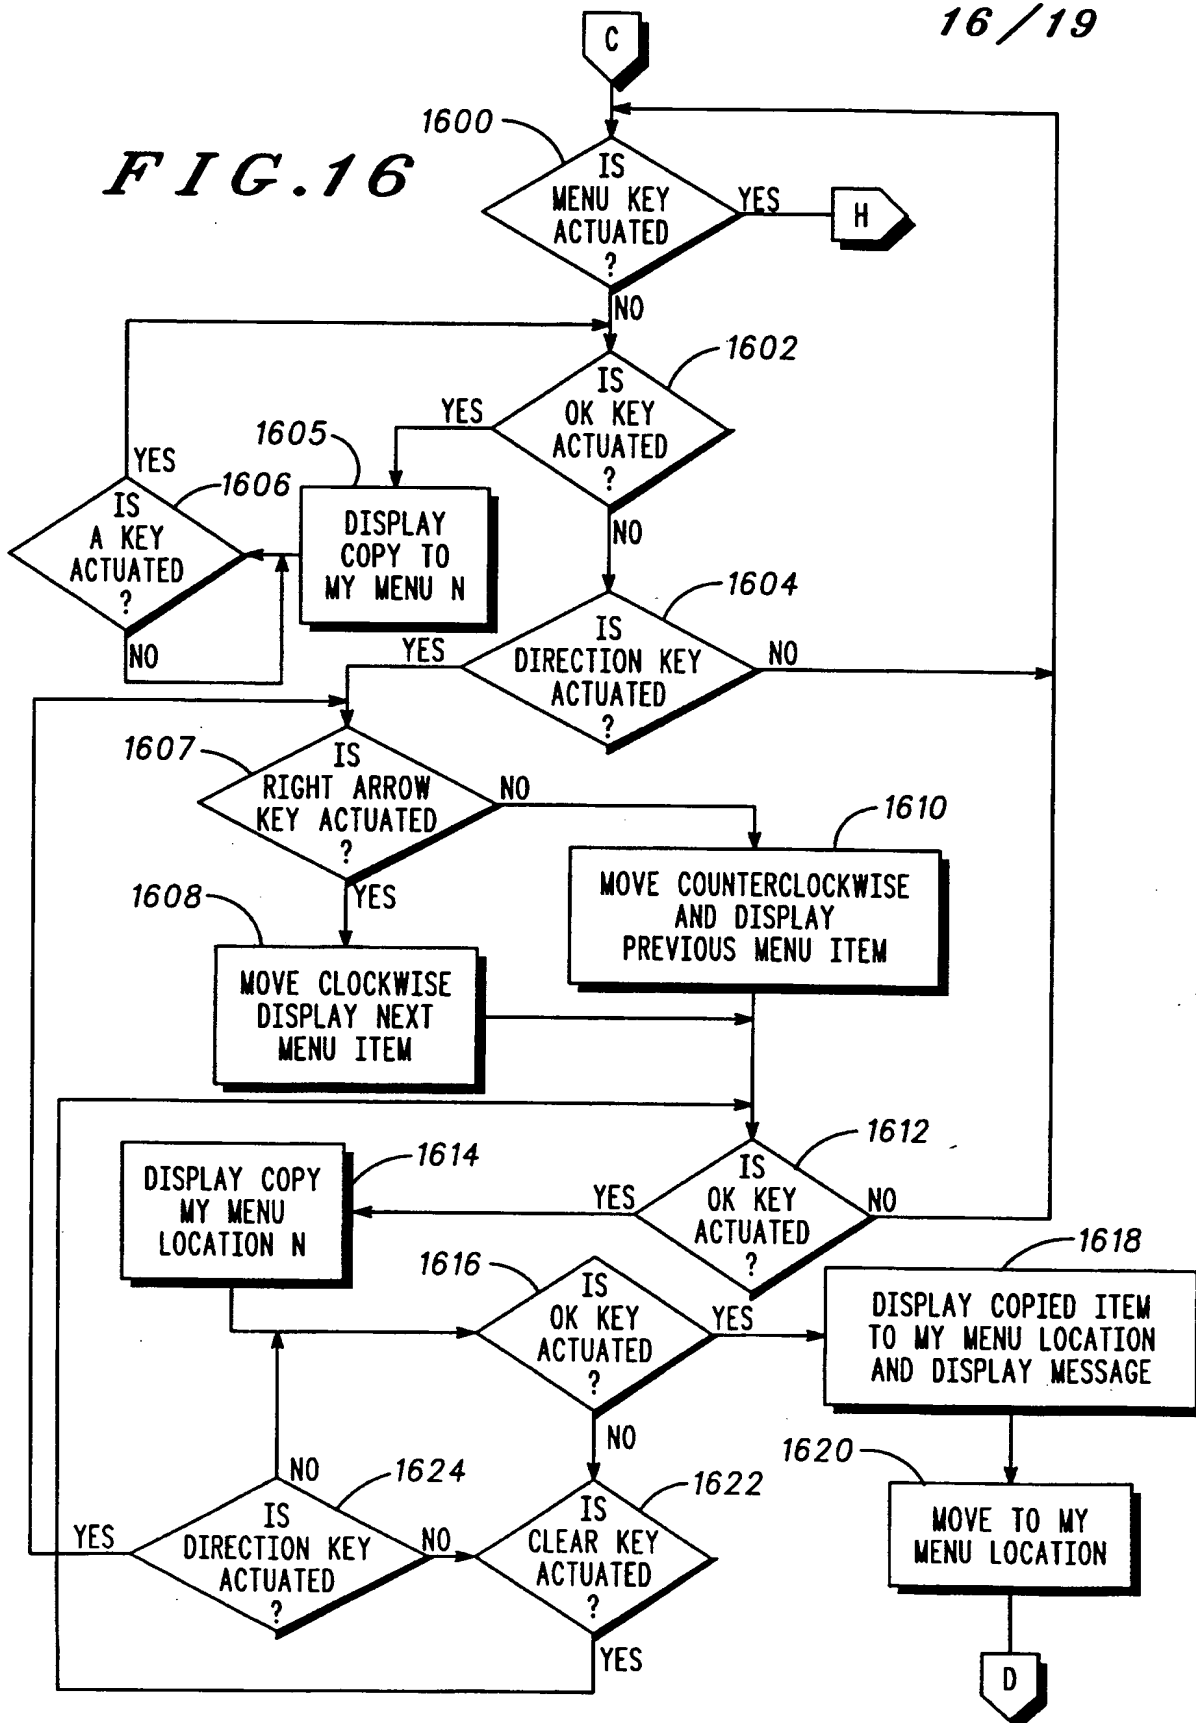 16/19
C
FIG.16
1600
IS
MENU KEY
ACTUATED
?
YES
H
NO
1602
IS
OK KEY
ACTUATED
?
YES
NO
1605
DISPLAY
COPY TO
MY MENU N
1606
YES
IS
A KEY
ACTUATED
?
NO
1604
IS
DIRECTION KEY
ACTUATED
?
YES
NO
1607
IS
RIGHT ARROW
KEY ACTUATED
?
NO
YES
1610
MOVE COUNTERCLOCKWISE
AND DISPLAY
PREVIOUS MENU ITEM
1608
MOVE CLOCKWISE
DISPLAY NEXT
MENU ITEM
1612
IS
OK KEY
ACTUATED
?
YES
NO
1614
DISPLAY COPY
MY MENU
LOCATION N
1616
IS
OK KEY
ACTUATED
?
YES
NO
1618
DISPLAY COPIED ITEM
TO MY MENU LOCATION
AND DISPLAY MESSAGE
1620
MOVE TO MY
MENU LOCATION
D
1622
IS
CLEAR KEY
ACTUATED
?
YES
1624
NO
IS
DIRECTION KEY
ACTUATED
?
YES
NO